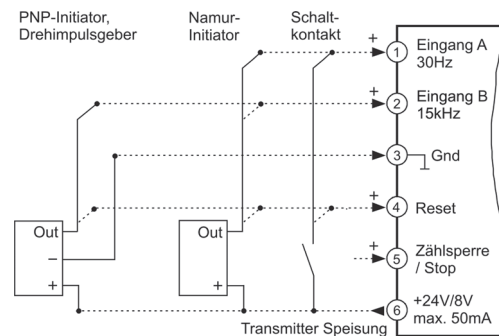 PNP-Initiator,
Drehimpulsgeber
Namur-
Initiator
Schalt-
kontakt
+
1
Eingang A
30Hz
+
2
Eingang B
15kHz
3
Gnd
+
4
Reset
+
5
Zählsperre
/ Stop
6
+24V/8V
max. 50mA
Out
–
+
Out
+
Transmitter Speisung